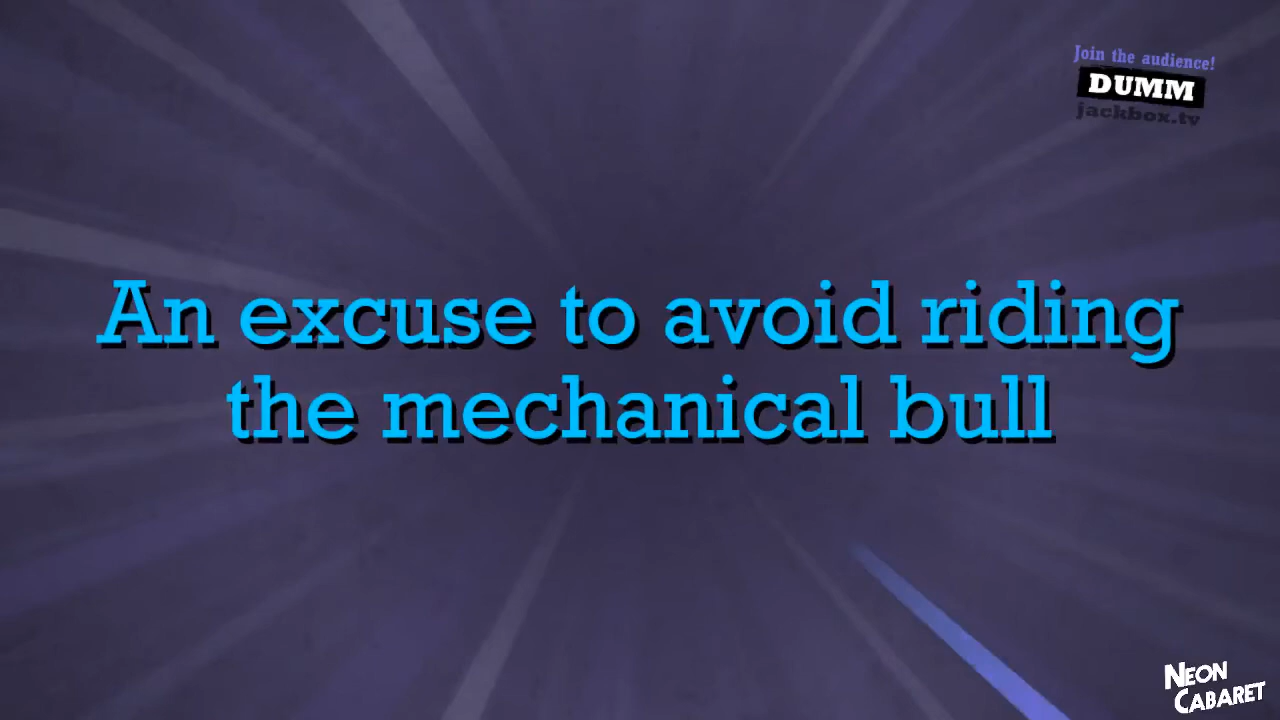 Join the audience!
DUMM
jackbox.tv
An excuse to avoid riding
the mechanical bull
NEON
CABARET